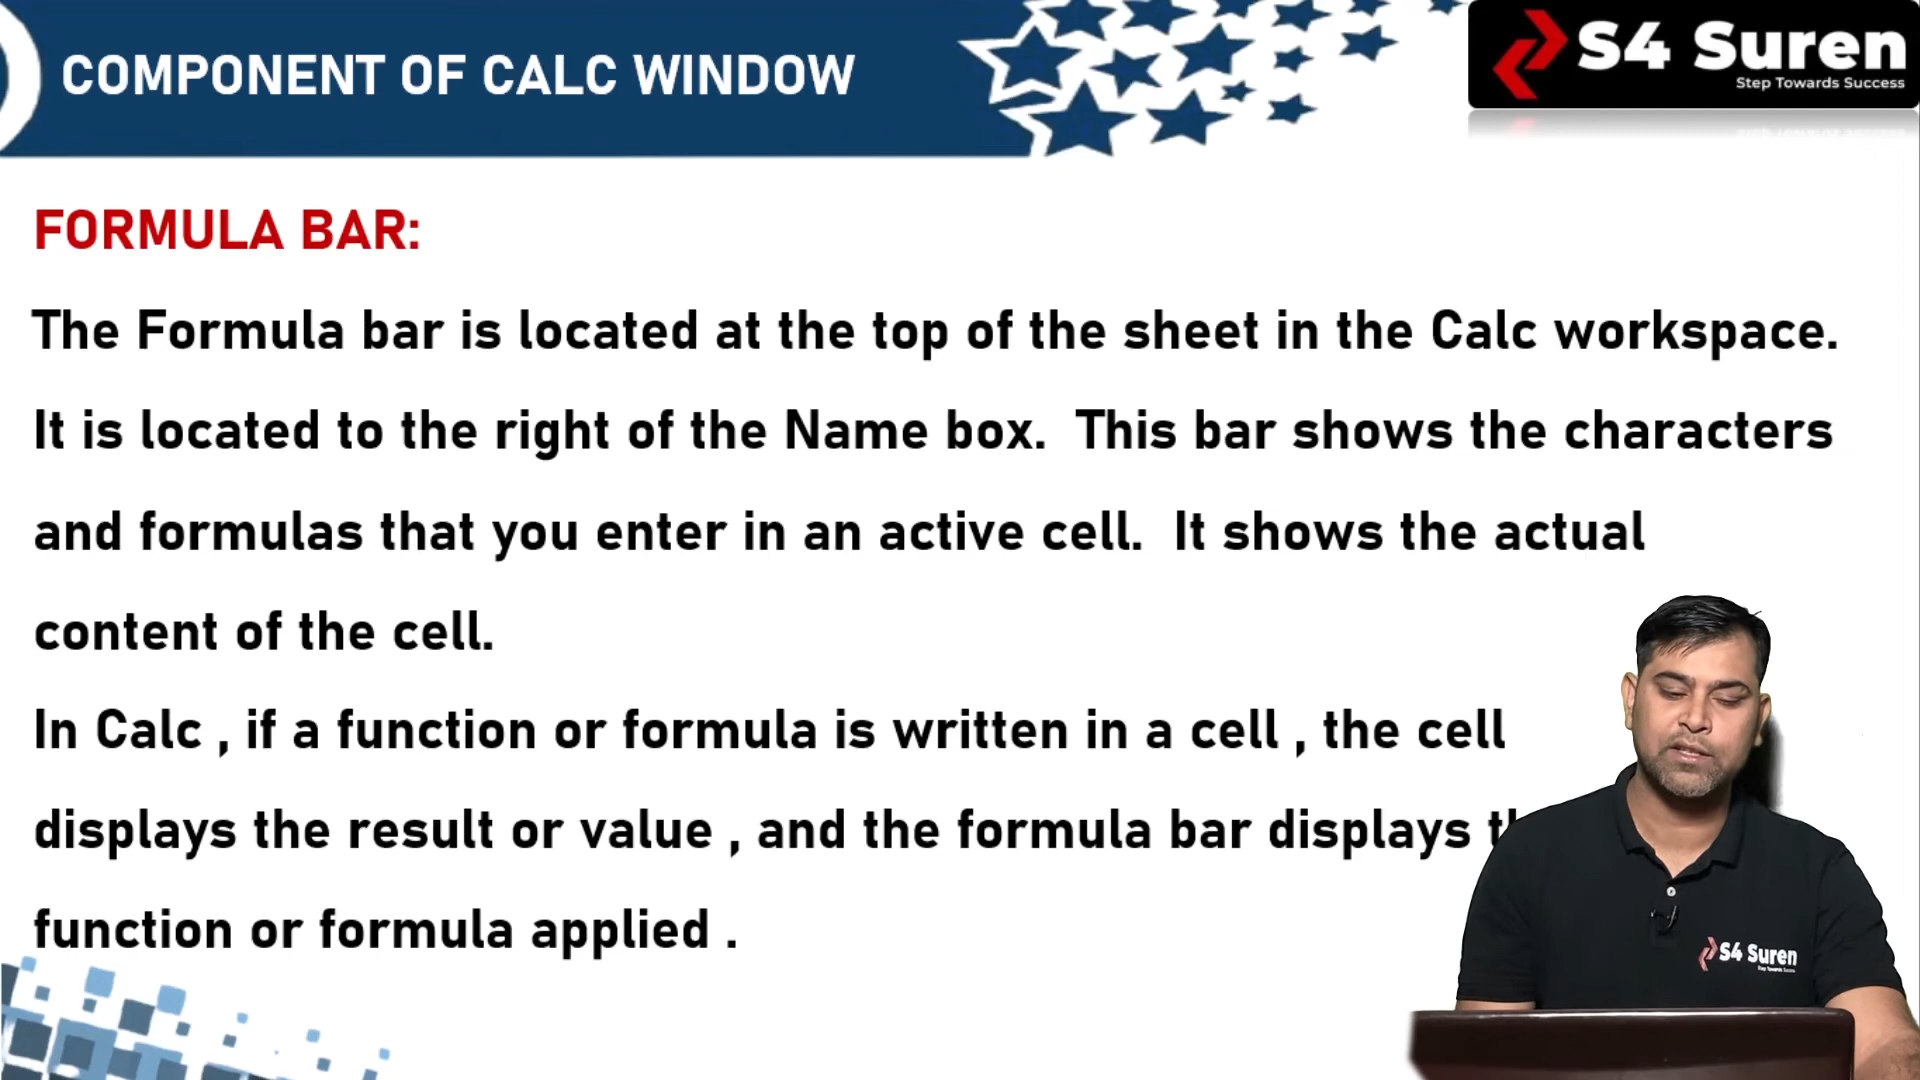 COMPONENT OF CALC WINDOW
S4 Suren
Step Towards Success
FORMULA BAR:
The Formula bar is located at the top of the sheet in the Calc workspace.
It is located to the right of the Name box. This bar shows the characters
and formulas that you enter in an active cell. It shows the actual
content of the cell.
In Calc , if a function or formula is written in a cell , the cell
displays the result or value , and the formula bar displays
function or formula applied .
S4 Suren
Step Towards Success